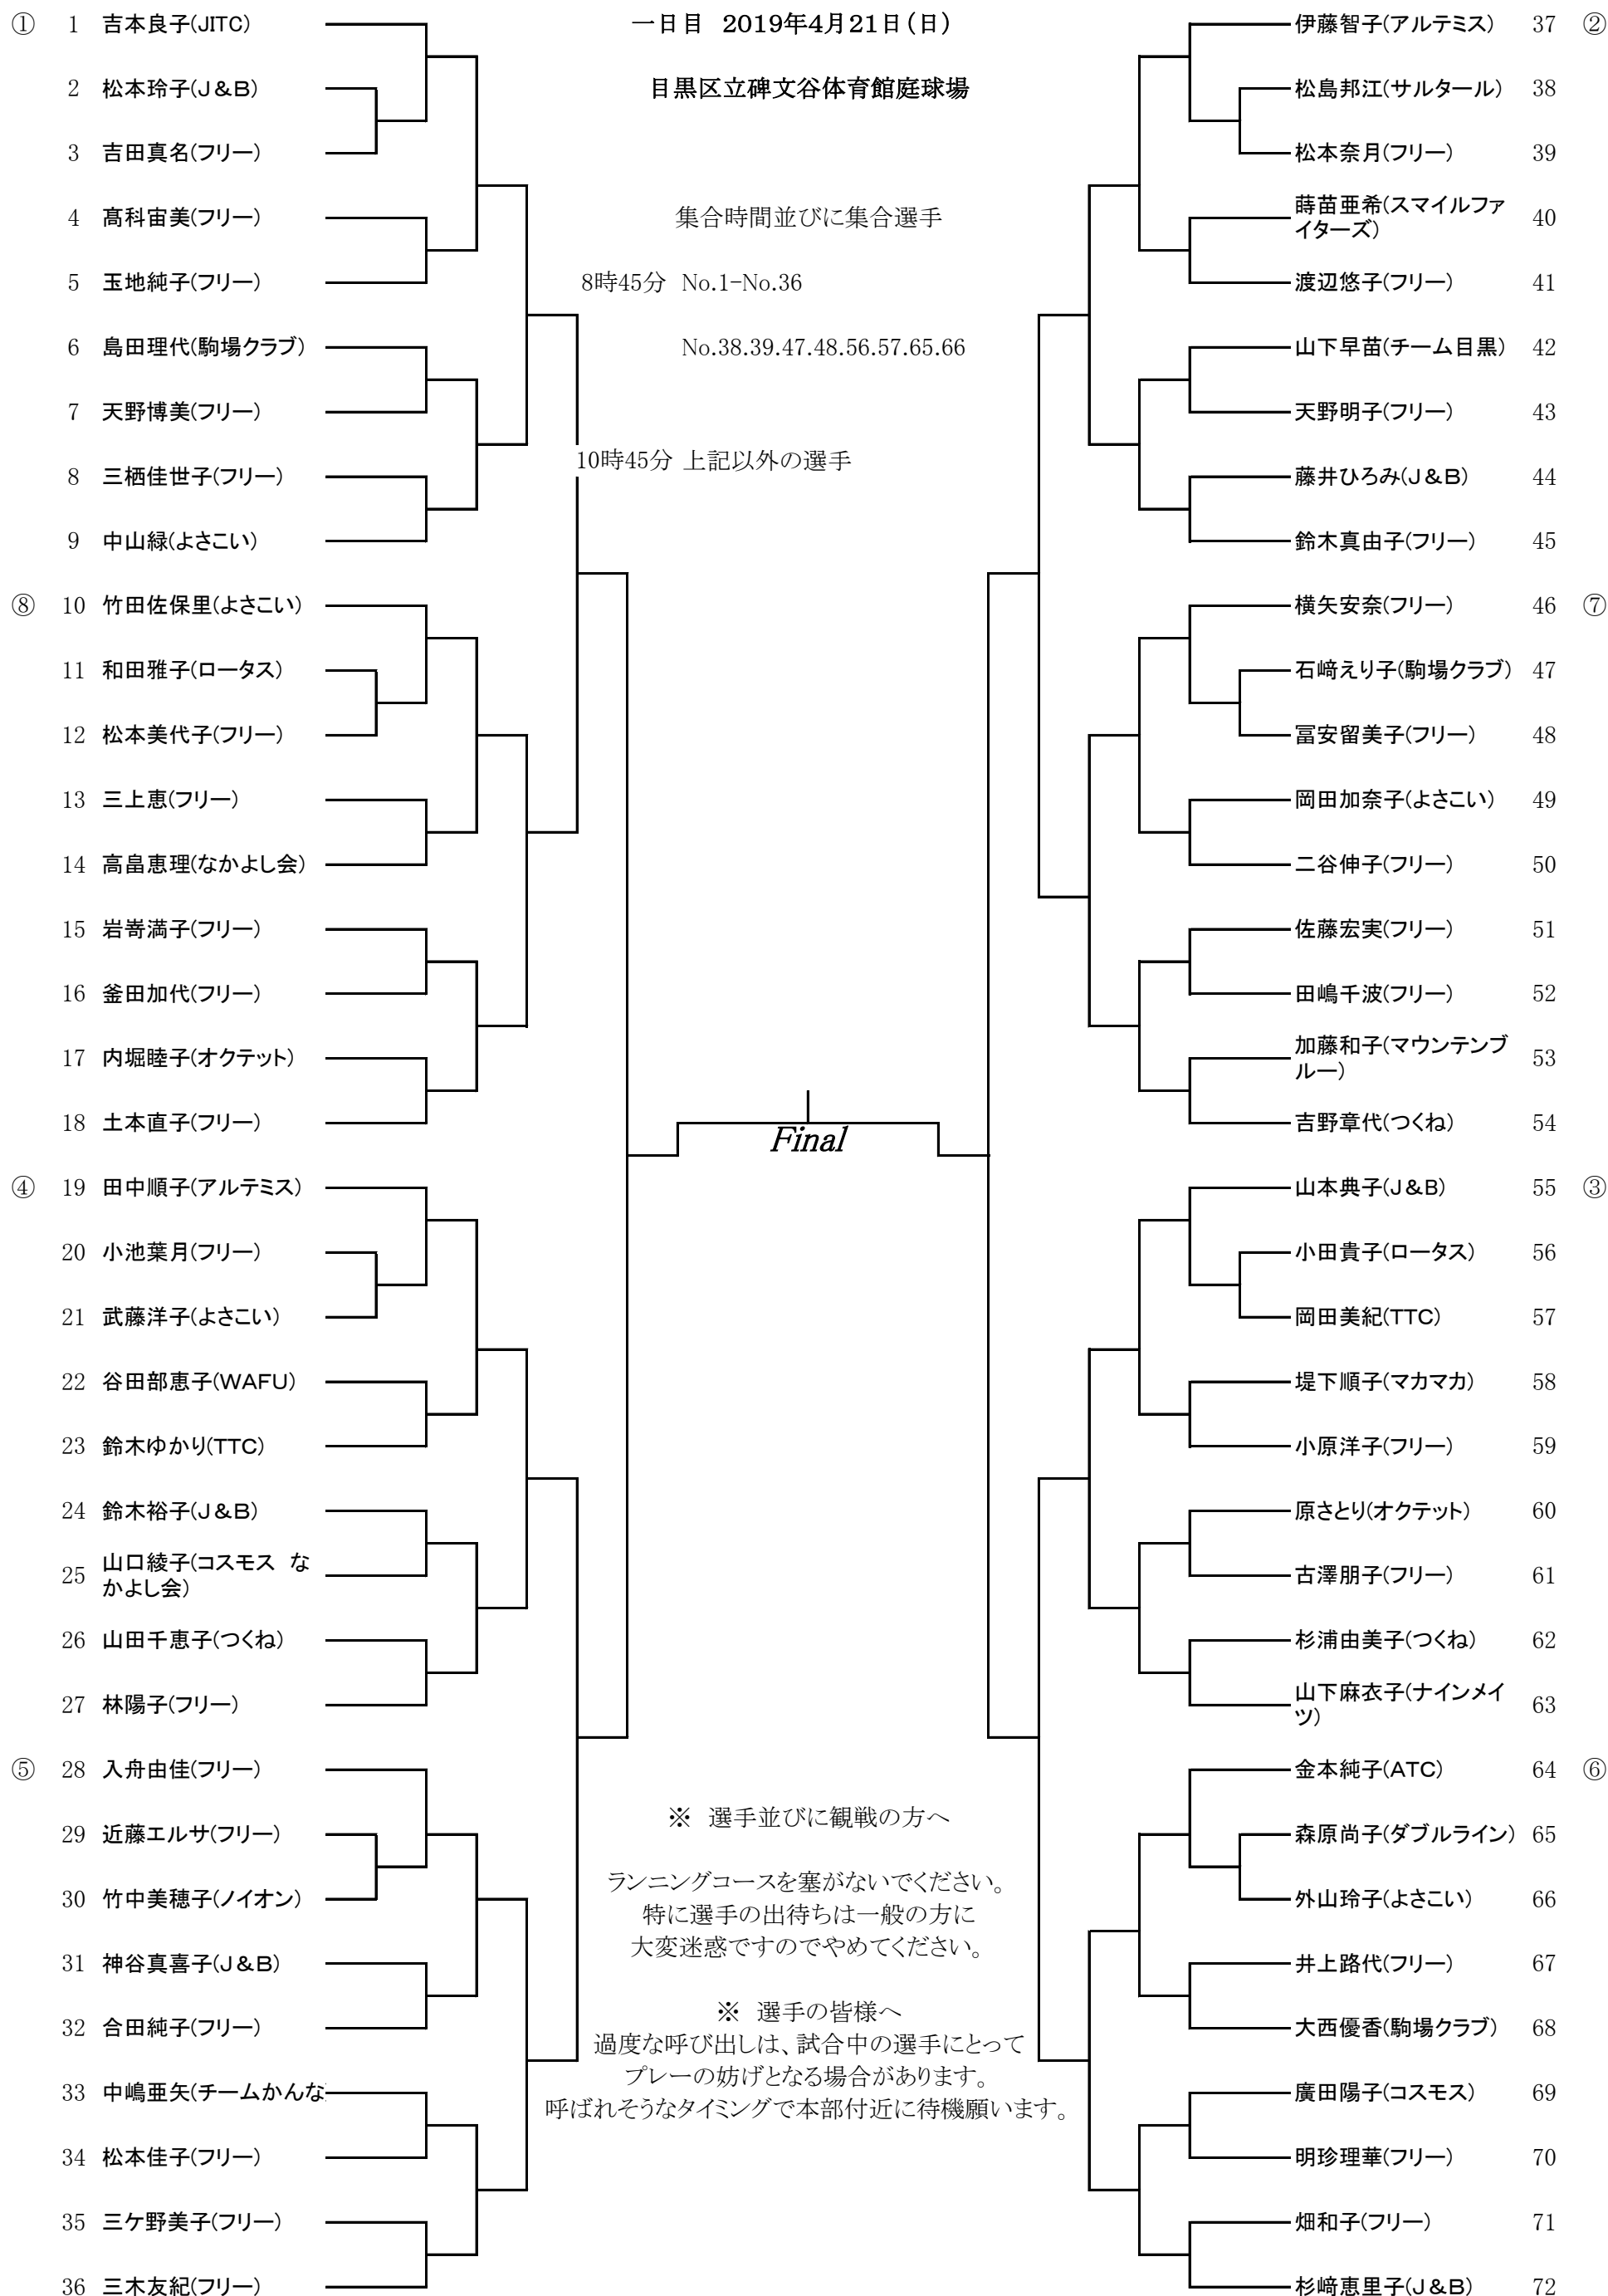 ① 1 吉本良子(JITC)
2 松本玲子(J&B)
3 吉田真名(フリー)
4 髙科宙美(フリー)
5 玉地純子(フリー)
6 島田理代(駒場クラブ)
7 天野博美(フリー)
8 三栖佳世子(フリー)
9 中山緑(よさこい)
⑧ 10 竹田佐保里(よさこい)
11 和田雅子(ロータス)
12 松本美代子(フリー)
13 三上恵(フリー)
14 高畠恵理(なかよし会)
15 岩嵜満子(フリー)
16 釜田加代(フリー)
17 内堀睦子(オクテット)
18 土本直子(フリー)
④ 19 田中順子(アルテミス)
20 小池葉月(フリー)
21 武藤洋子(よさこい)
22 谷田部恵子(WAFU)
23 鈴木ゆかり(TTC)
24 鈴木裕子(J&B)
25 山口綾子(コスモス な
かよし会)
26 山田千恵子(つくね)
27 林陽子(フリー)
⑤ 28 入舟由佳(フリー)
29 近藤エルサ(フリー)
30 竹中美穂子(ノイオン)
31 神谷真喜子(J&B)
32 合田純子(フリー)
33 中嶋亜矢(チームかんな
34 松本佳子(フリー)
35 三ケ野美子(フリー)
36 三木友紀(フリー)
一日目 2019年4月21日(日)
目黒区立碑文谷体育館庭球場
集合時間並びに集合選手
8時45分 No.1-No.36
No.38.39.47.48.56.57.65.66
10時45分 上記以外の選手
Final
※ 選手並びに観戦の方へ
ランニングコースを塞がないでください。
特に選手の出待ちは一般の方に
大変迷惑ですのでやめてください。
※ 選手の皆様へ
過度な呼び出しは、試合中の選手にとって
プレーの妨げとなる場合があります。
呼ばれそうなタイミングで本部付近に待機願います。
伊藤智子(アルテミス) 37 ②
松島邦江(サルタール) 38
松本奈月(フリー) 39
蒔苗亜希(スマイルファ
イターズ) 40
渡辺悠子(フリー) 41
山下早苗(チーム目黒) 42
天野明子(フリー) 43
藤井ひろみ(J&B) 44
鈴木真由子(フリー) 45
横矢安奈(フリー) 46 ⑦
石﨑えり子(駒場クラブ) 47
冨安留美子(フリー) 48
岡田加奈子(よさこい) 49
二谷伸子(フリー) 50
佐藤宏実(フリー) 51
田嶋千波(フリー) 52
加藤和子(マウンテンブ
ルー) 53
吉野章代(つくね) 54
山本典子(J&B) 55 ③
小田貴子(ロータス) 56
岡田美紀(TTC) 57
堤下順子(マカマカ) 58
小原洋子(フリー) 59
原さとり(オクテット) 60
古澤朋子(フリー) 61
杉浦由美子(つくね) 62
山下麻衣子(ナインメイ
ツ) 63
金本純子(ATC) 64 ⑥
森原尚子(ダブルライン) 65
外山玲子(よさこい) 66
井上路代(フリー) 67
大西優香(駒場クラブ) 68
廣田陽子(コスモス) 69
明珍理華(フリー) 70
畑和子(フリー) 71
杉﨑恵里子(J&B) 72